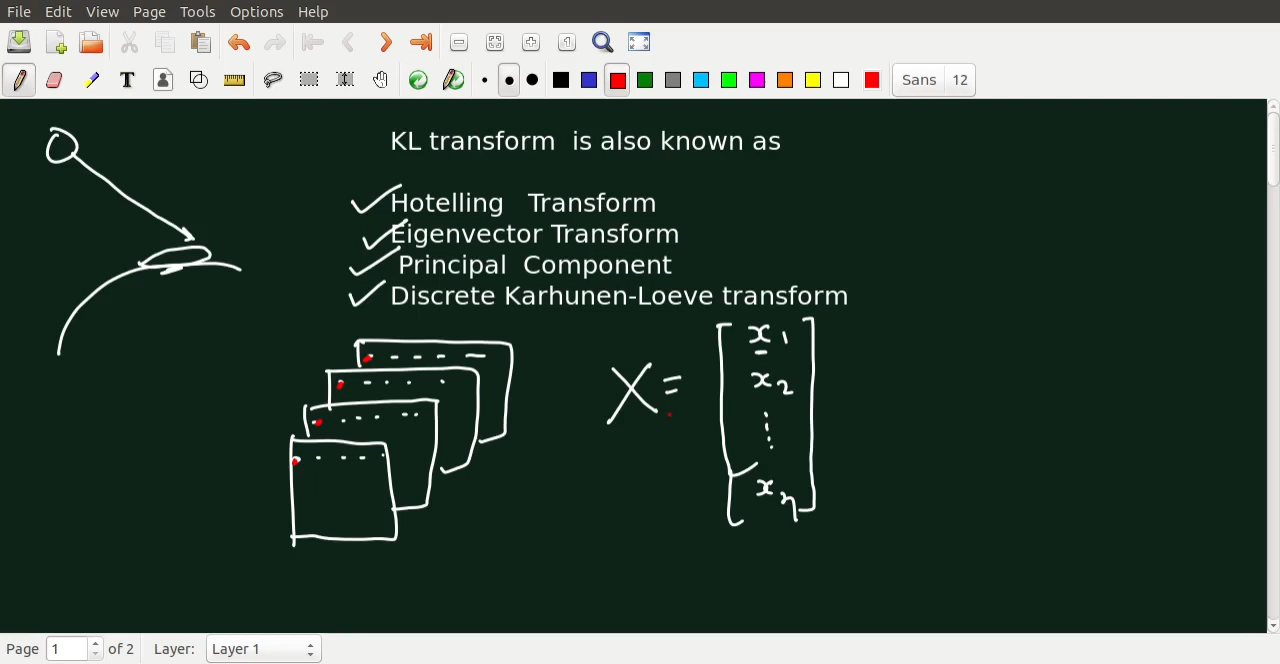 File Edit View Page Tools Options Help
Sans 12
KL transform is also known as
Hotelling Transform
Eigenvector Transform
Principal Component
Discrete Karhunen-Loeve transform
X =
x1
x2
xn
Page 1 of 2 Layer: Layer 1